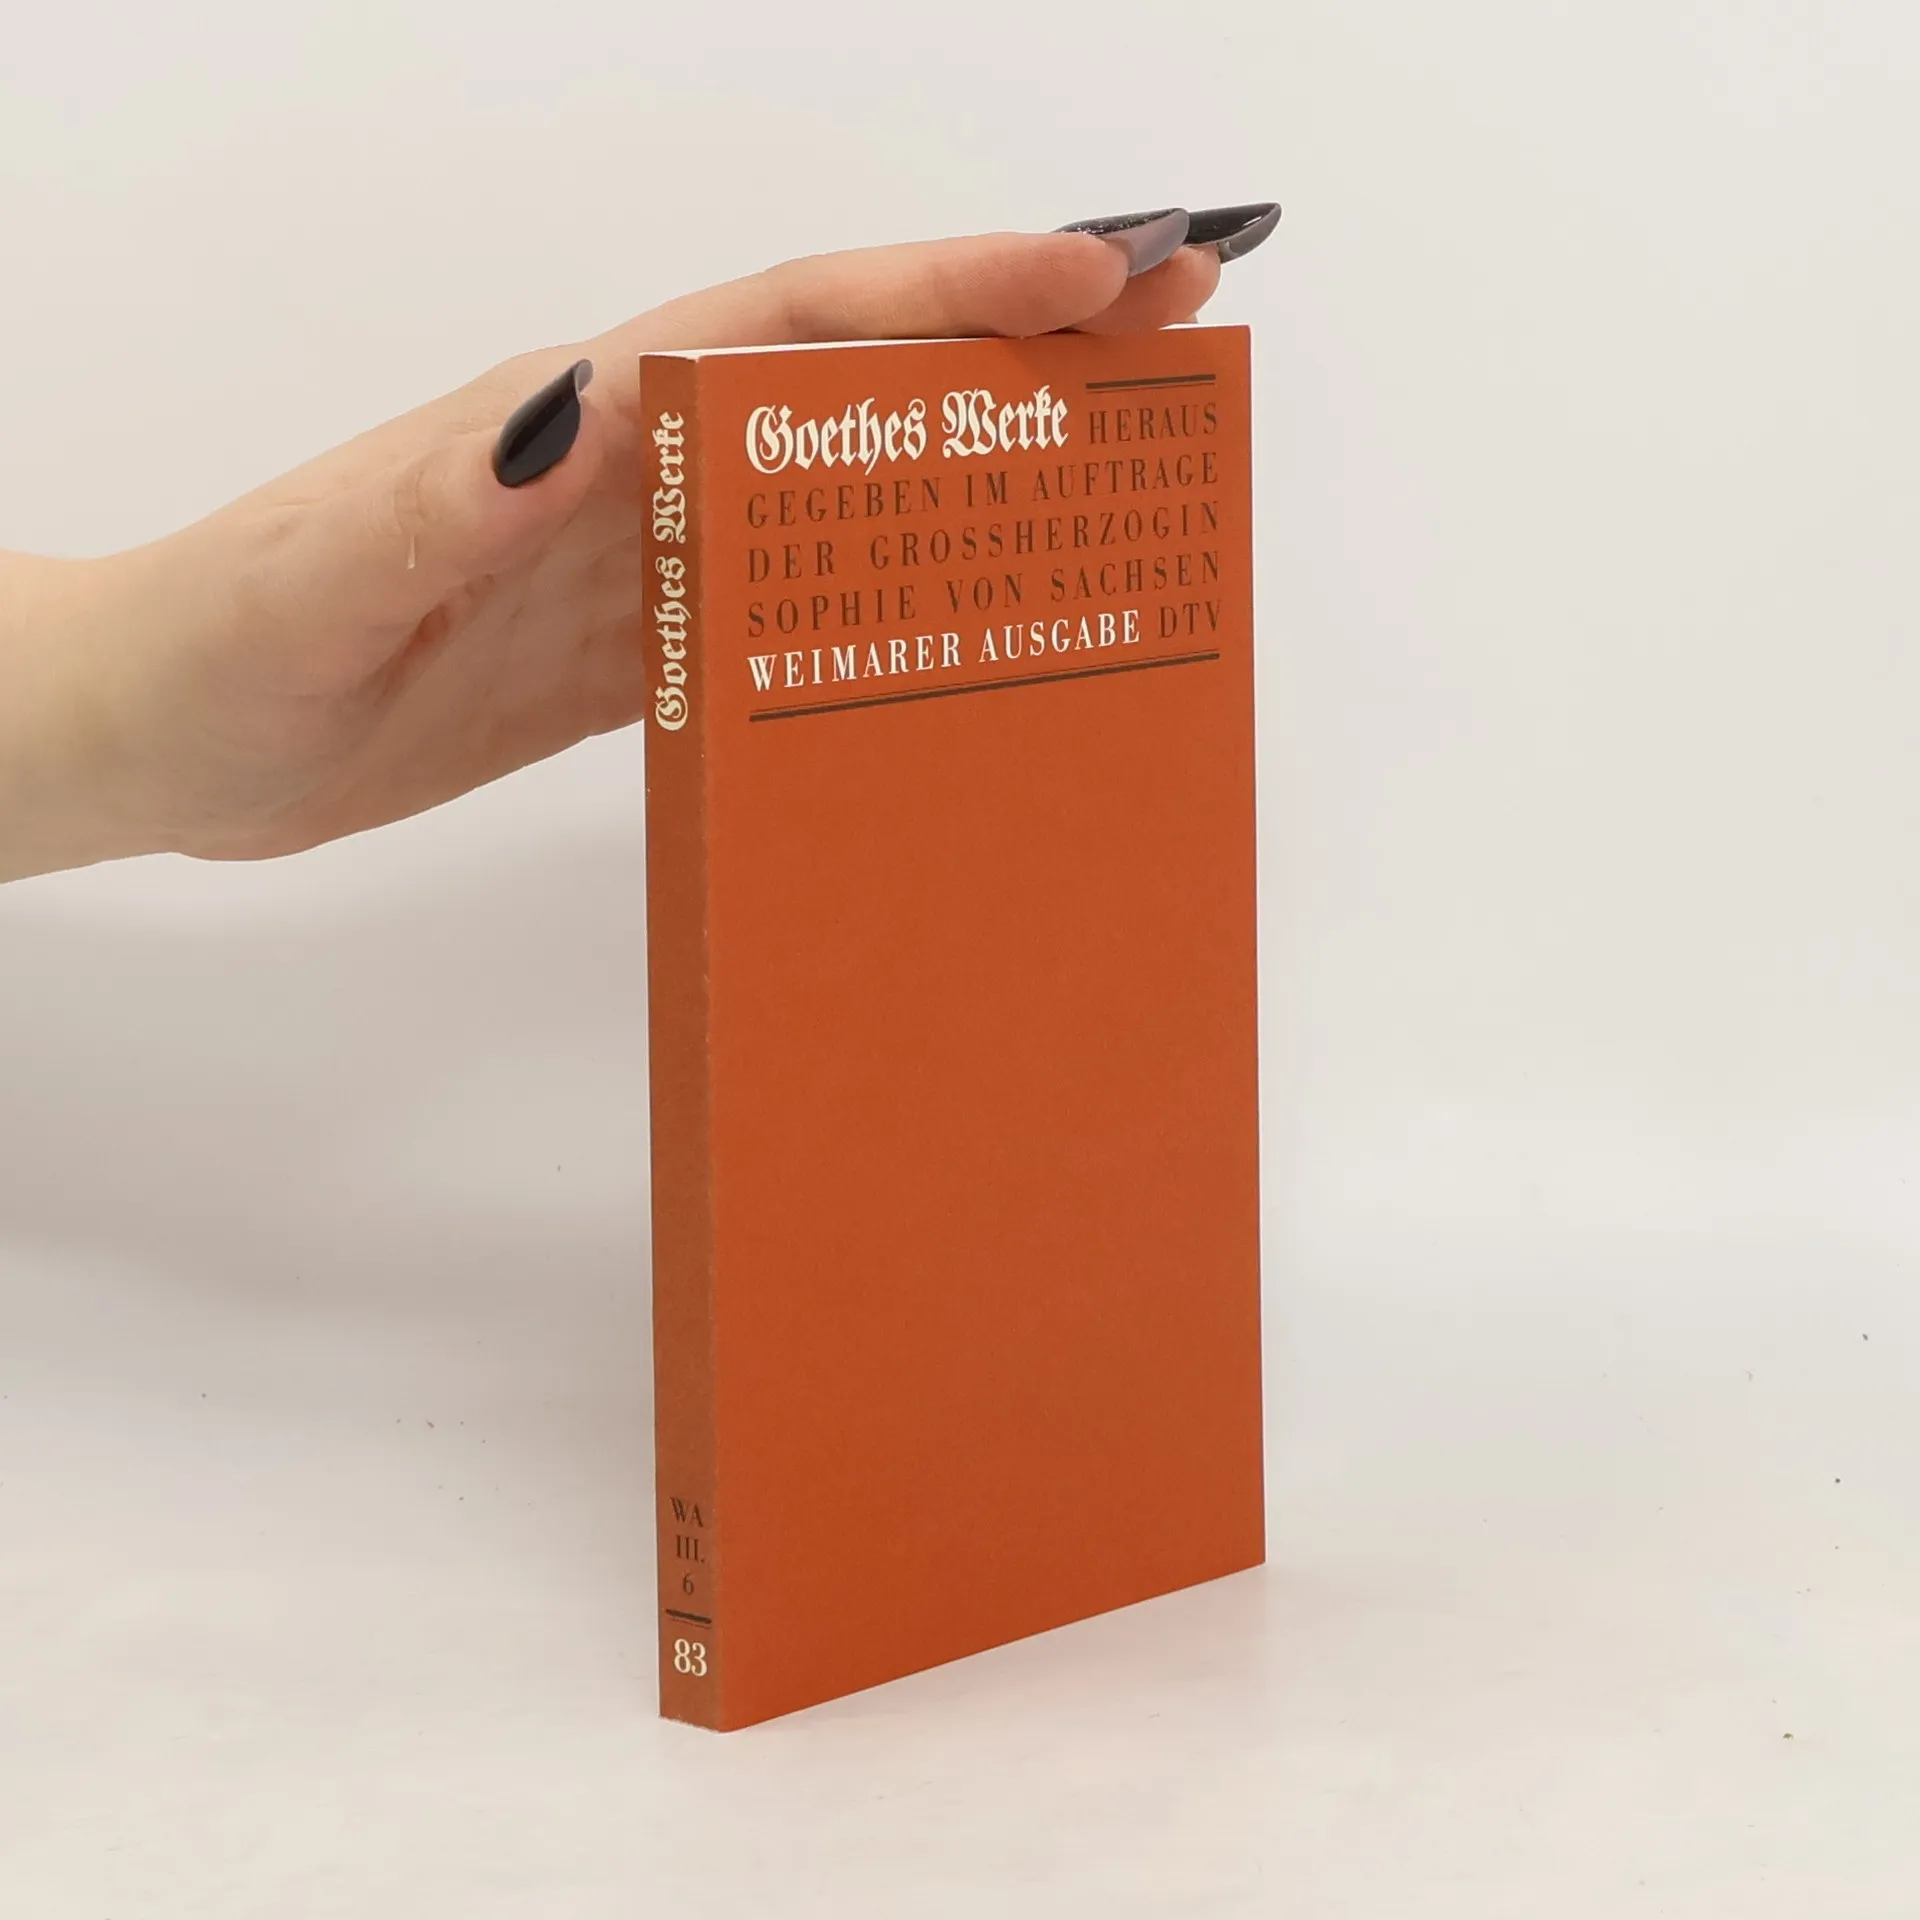 Goethes Werke HERAUS
GEGEBEN IM AUFTRAGE
DER GROSSHERZOGIN
SOPHIE VON SACHSEN
WEIMARER AUSGABE DTV
Goethes Werke
WA
III.
6
83